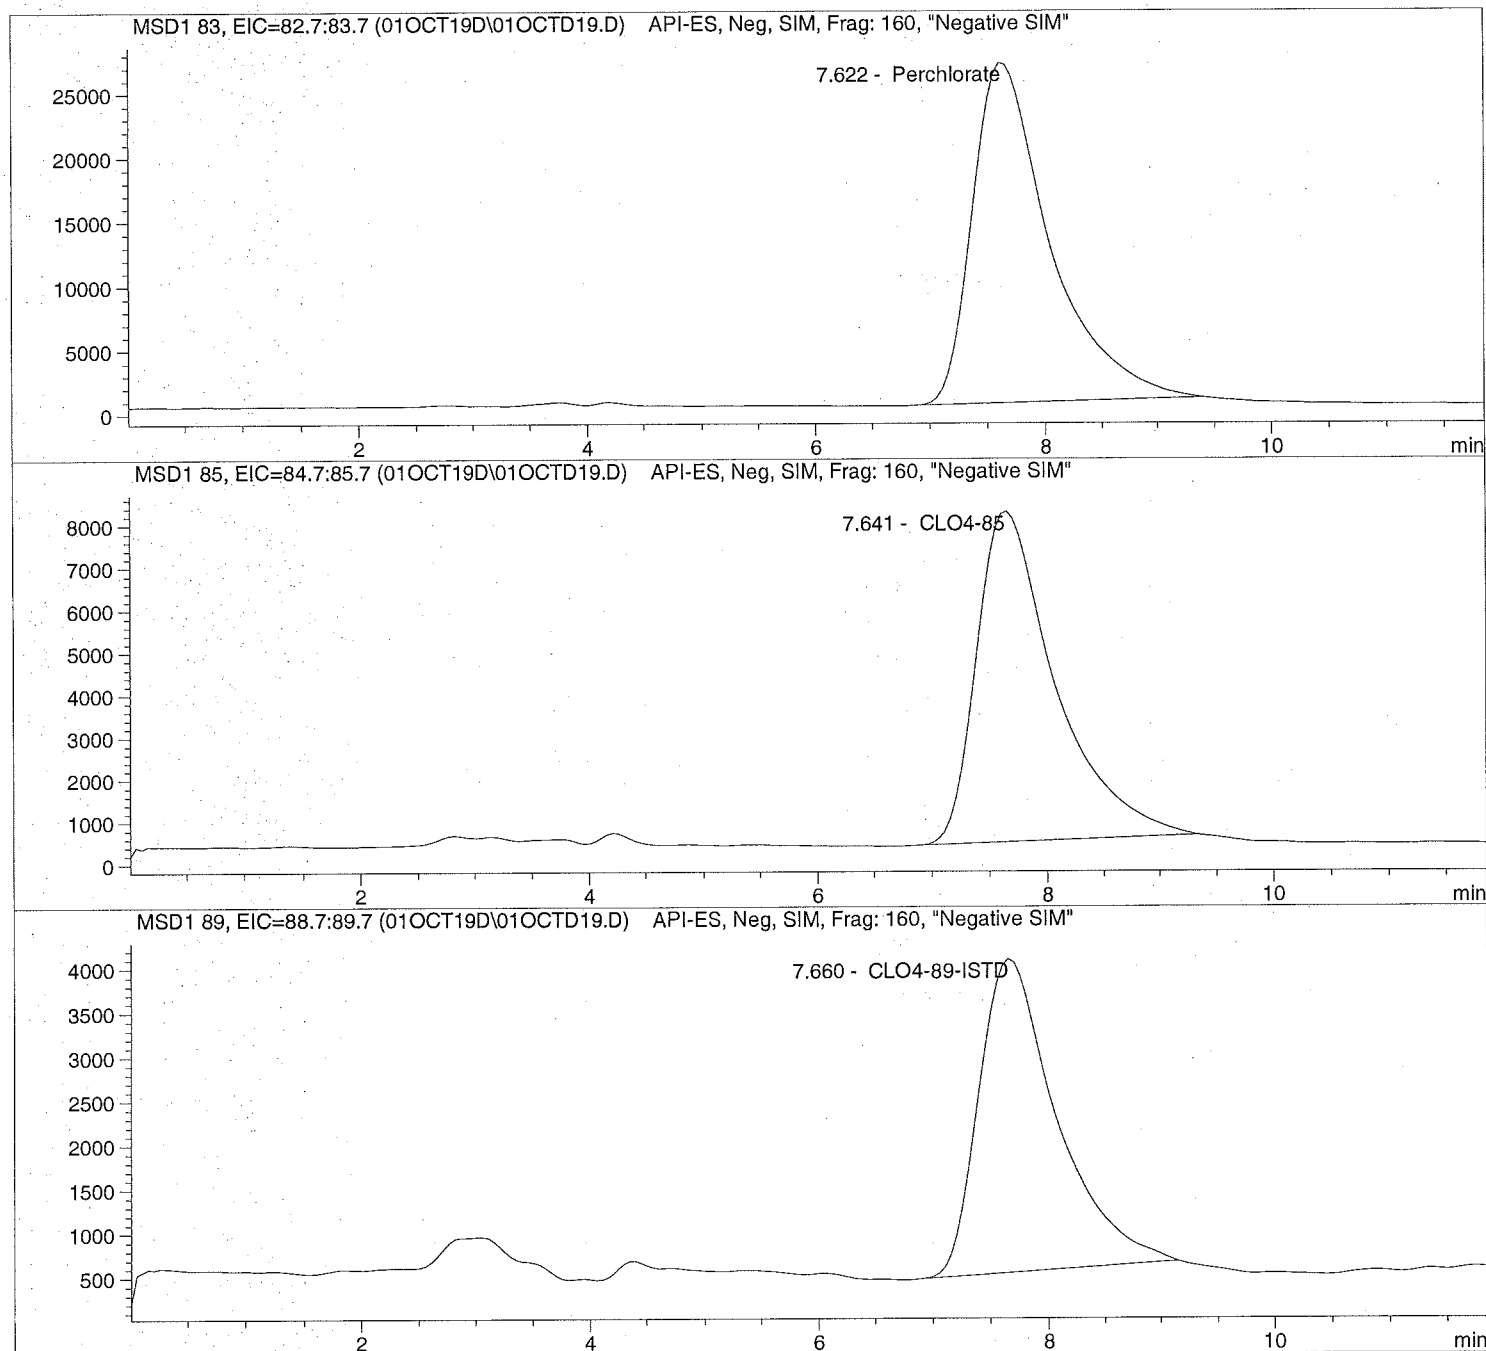 MSD1 83, EIC=82.7:83.7 (01OCT19D\01OCTD19.D) API-ES, Neg, SIM, Frag: 160, "Negative SIM"
7.622 - Perchlorate
25000
20000
15000
10000
5000
0
2 4 6 8 10 min
MSD1 85, EIC=84.7:85.7 (01OCT19D\01OCTD19.D) API-ES, Neg, SIM, Frag: 160, "Negative SIM"
7.641 - CLO4-85
8000
7000
6000
5000
4000
3000
2000
1000
0
2 4 6 8 10 min
MSD1 89, EIC=88.7:89.7 (01OCT19D\01OCTD19.D) API-ES, Neg, SIM, Frag: 160, "Negative SIM"
7.660 - CLO4-89-ISTD
4000
3500
3000
2500
2000
1500
1000
500
2 4 6 8 10 min